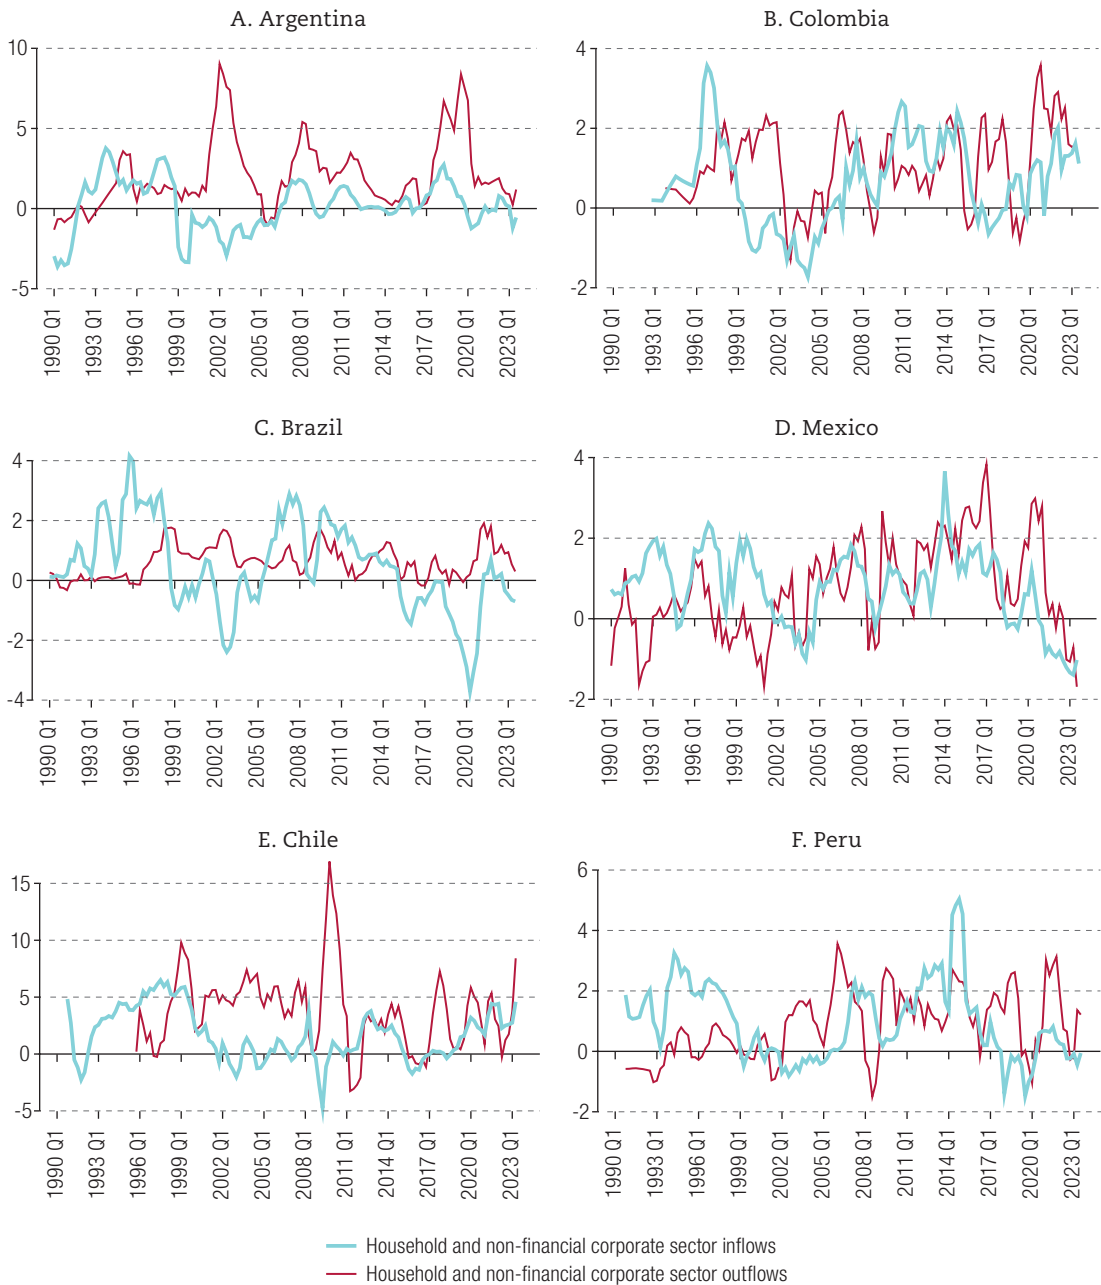 A. Argentina
10
5
0
-5
1990 Q1
1993 Q1
1996 Q1
1999 Q1
2002 Q1
2005 Q1
2008 Q1
2011 Q1
2014 Q1
2017 Q1
2020 Q1
2023 Q1
B. Colombia
4
2
0
-2
1990 Q1
1993 Q1
1996 Q1
1999 Q1
2002 Q1
2005 Q1
2008 Q1
2011 Q1
2014 Q1
2017 Q1
2020 Q1
2023 Q1
C. Brazil
4
2
0
-2
-4
1990 Q1
1993 Q1
1996 Q1
1999 Q1
2002 Q1
2005 Q1
2008 Q1
2011 Q1
2014 Q1
2017 Q1
2020 Q1
2023 Q1
D. Mexico
4
2
0
-2
1990 Q1
1993 Q1
1996 Q1
1999 Q1
2002 Q1
2005 Q1
2008 Q1
2011 Q1
2014 Q1
2017 Q1
2020 Q1
2023 Q1
E. Chile
15
10
5
0
-5
1990 Q1
1993 Q1
1996 Q1
1999 Q1
2002 Q1
2005 Q1
2008 Q1
2011 Q1
2014 Q1
2017 Q1
2020 Q1
2023 Q1
F. Peru
6
4
2
0
-2
1990 Q1
1993 Q1
1996 Q1
1999 Q1
2002 Q1
2005 Q1
2008 Q1
2011 Q1
2014 Q1
2017 Q1
2020 Q1
2023 Q1
Household and non-financial corporate sector inflows
Household and non-financial corporate sector outflows